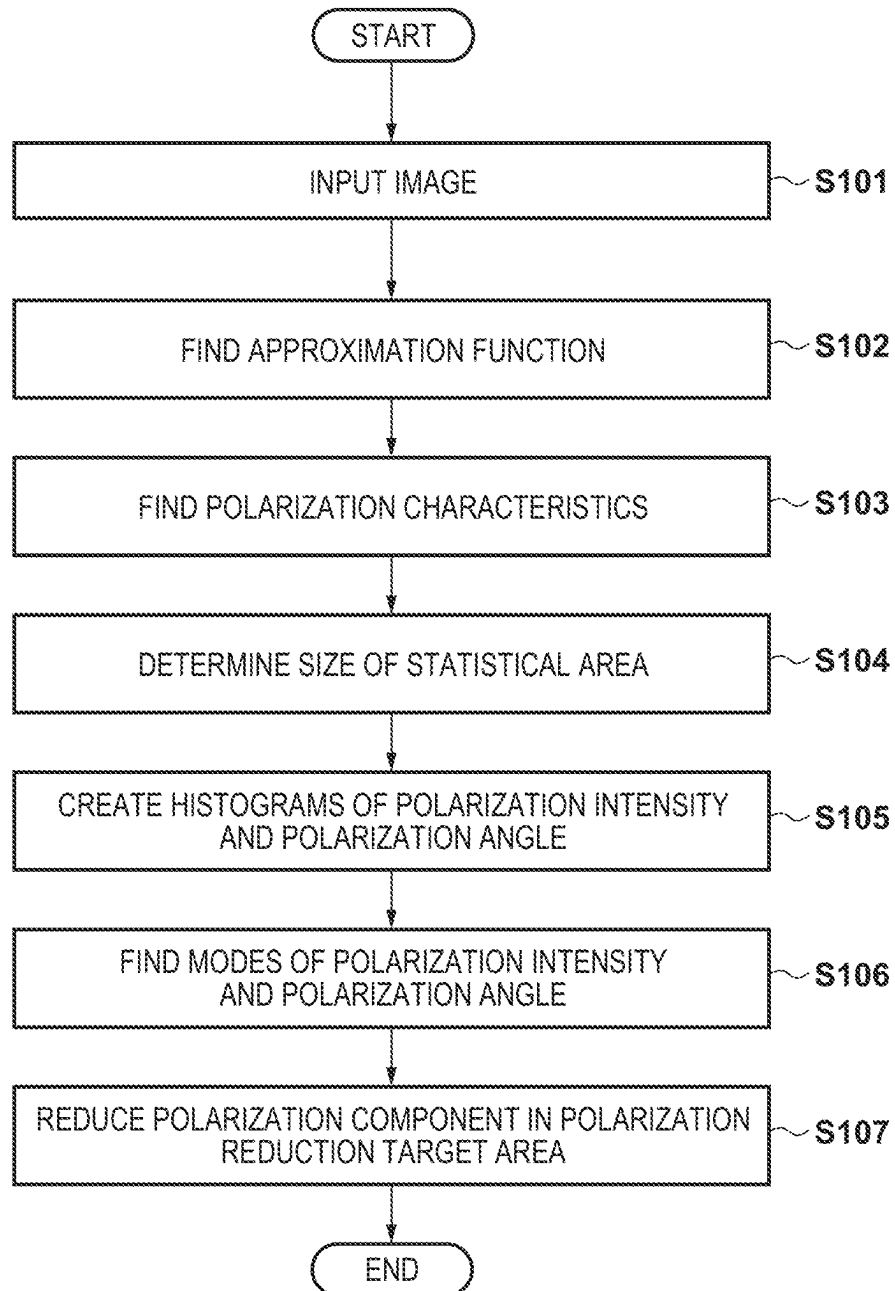 START
INPUT IMAGE
S101
FIND APPROXIMATION FUNCTION
S102
FIND POLARIZATION CHARACTERISTICS
S103
DETERMINE SIZE OF STATISTICAL AREA
S104
CREATE HISTOGRAMS OF POLARIZATION INTENSITY
AND POLARIZATION ANGLE
S105
FIND MODES OF POLARIZATION INTENSITY
AND POLARIZATION ANGLE
S106
REDUCE POLARIZATION COMPONENT IN POLARIZATION
REDUCTION TARGET AREA
S107
END